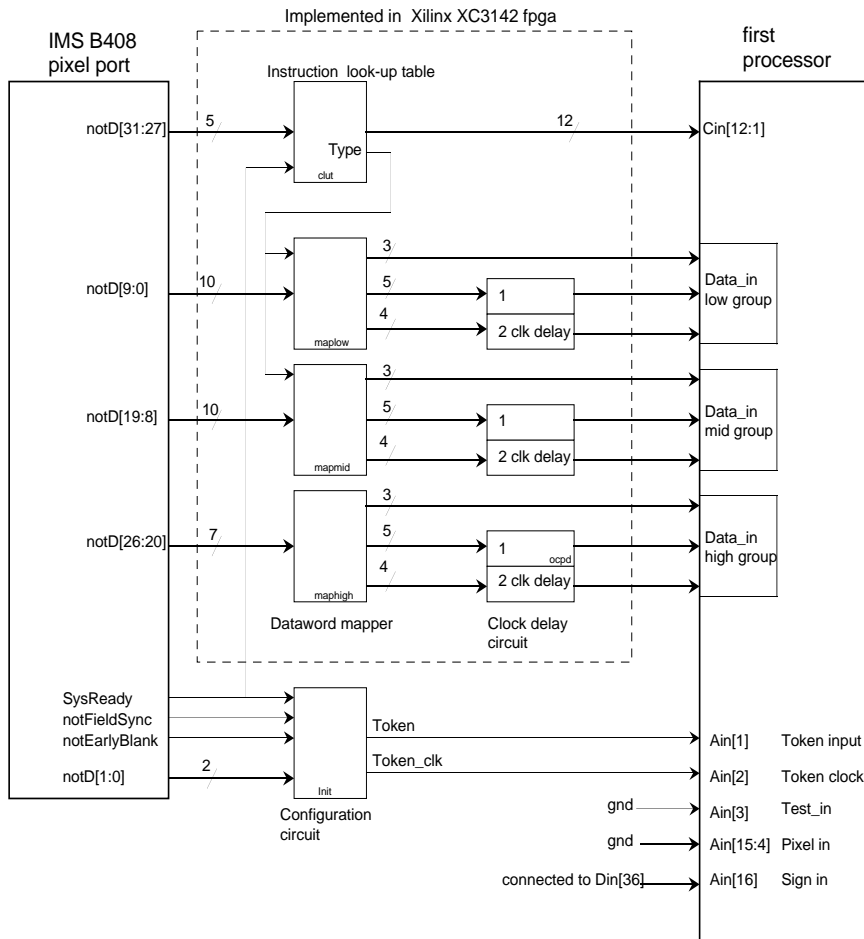 Implemented in Xilinx XC3142 fpga
IMS B408
pixel port
first
processor
Instruction look-up table
notD[31:27]
5
Type
clut
12
Cin[12:1]
notD[9:0]
10
maplow
3
5
4
1
2 clk delay
Data_in
low group
notD[19:8]
10
mapmid
3
5
4
1
2 clk delay
Data_in
mid group
notD[26:20]
7
maphigh
3
5
4
1
ocpd
2 clk delay
Data_in
high group
Dataword mapper
Clock delay
circuit
SysReady
notFieldSync
notEarlyBlank
notD[1:0]
2
Init
Configuration
circuit
Token
Token_clk
Ain[1] Token input
Ain[2] Token clock
gnd
Ain[3] Test_in
gnd
Ain[15:4] Pixel in
connected to Din[36]
Ain[16] Sign in